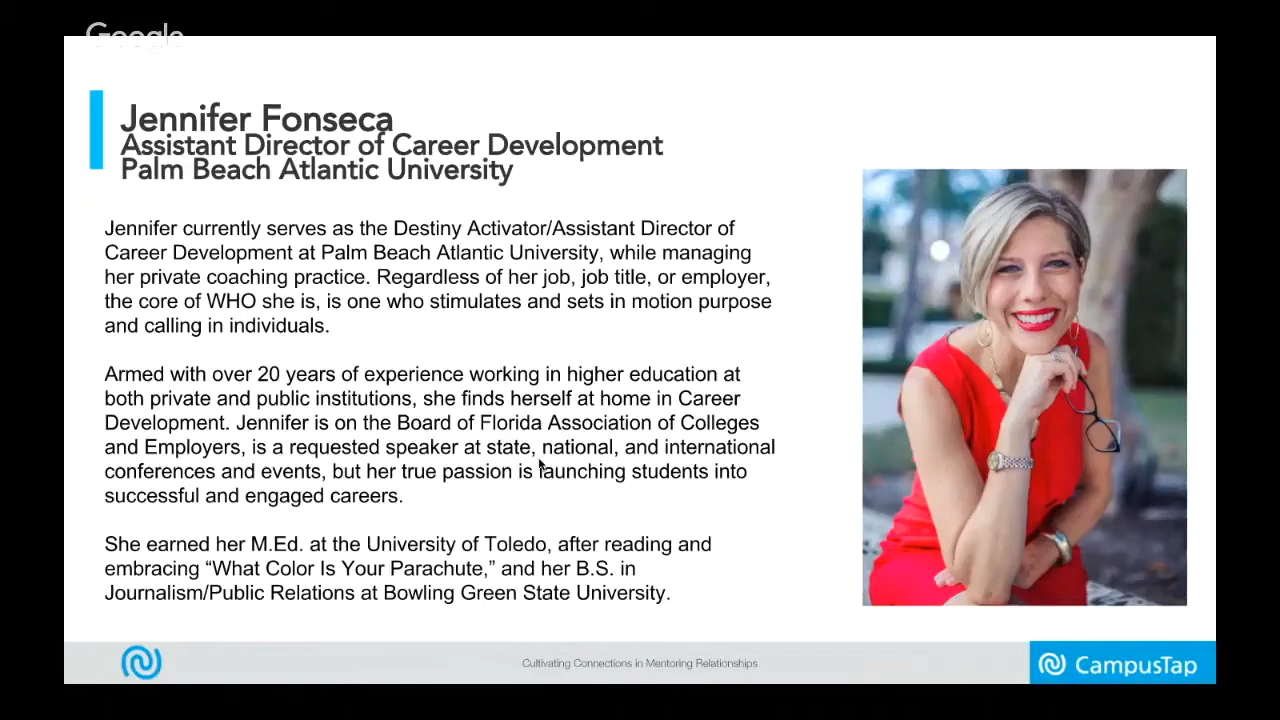 Google
Jennifer Fonseca
Assistant Director of Career Development
Palm Beach Atlantic University
Jennifer currently serves as the Destiny Activator/Assistant Director of
Career Development at Palm Beach Atlantic University, while managing
her private coaching practice. Regardless of her job, job title, or employer,
the core of WHO she is, is one who stimulates and sets in motion purpose
and calling in individuals.
Armed with over 20 years of experience working in higher education at
both private and public institutions, she finds herself at home in Career
Development. Jennifer is on the Board of Florida Association of Colleges
and Employers, is a requested speaker at state, national, and international
conferences and events, but her true passion is launching students into
successful and engaged careers.
She earned her M.Ed. at the University of Toledo, after reading and
embracing “What Color Is Your Parachute,” and her B.S. in
Journalism/Public Relations at Bowling Green State University.
Cultivating Connections in Mentoring Relationships
CampusTap